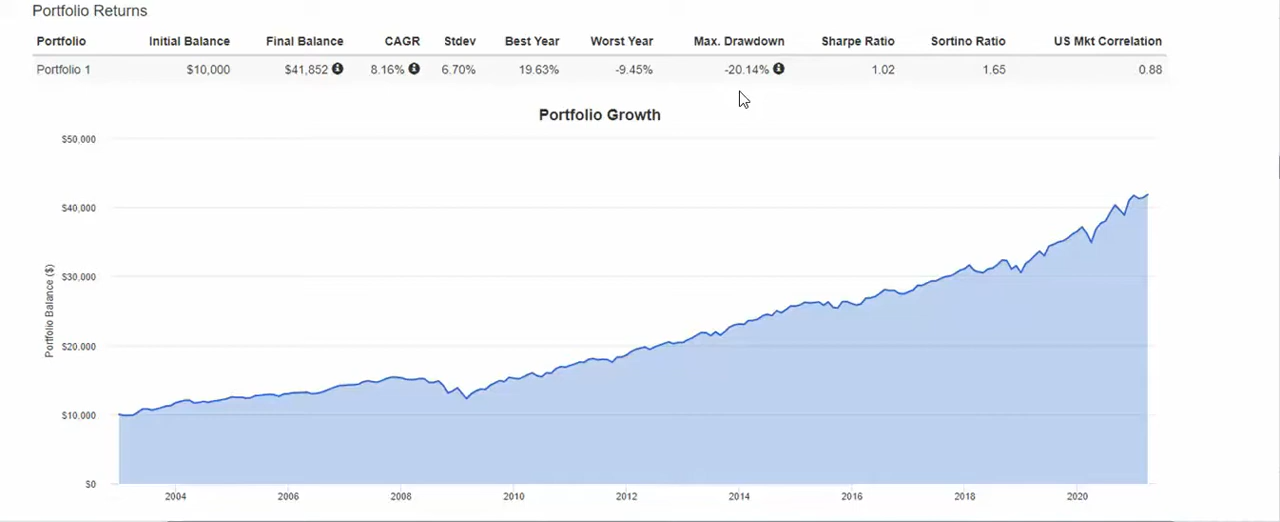 Portfolio Returns
Portfolio Initial Balance Final Balance CAGR Stdev Best Year Worst Year Max. Drawdown Sharpe Ratio Sortino Ratio US Mkt Correlation
Portfolio 1 $10,000 $41,852 8.16% 6.70% 19.63% -9.45% -20.14% 1.02 1.65 0.88
Portfolio Growth
$50,000
$40,000
$30,000
$20,000
$10,000
$0
Portfolio Balance ($)
2004 2006 2008 2010 2012 2014 2016 2018 2020